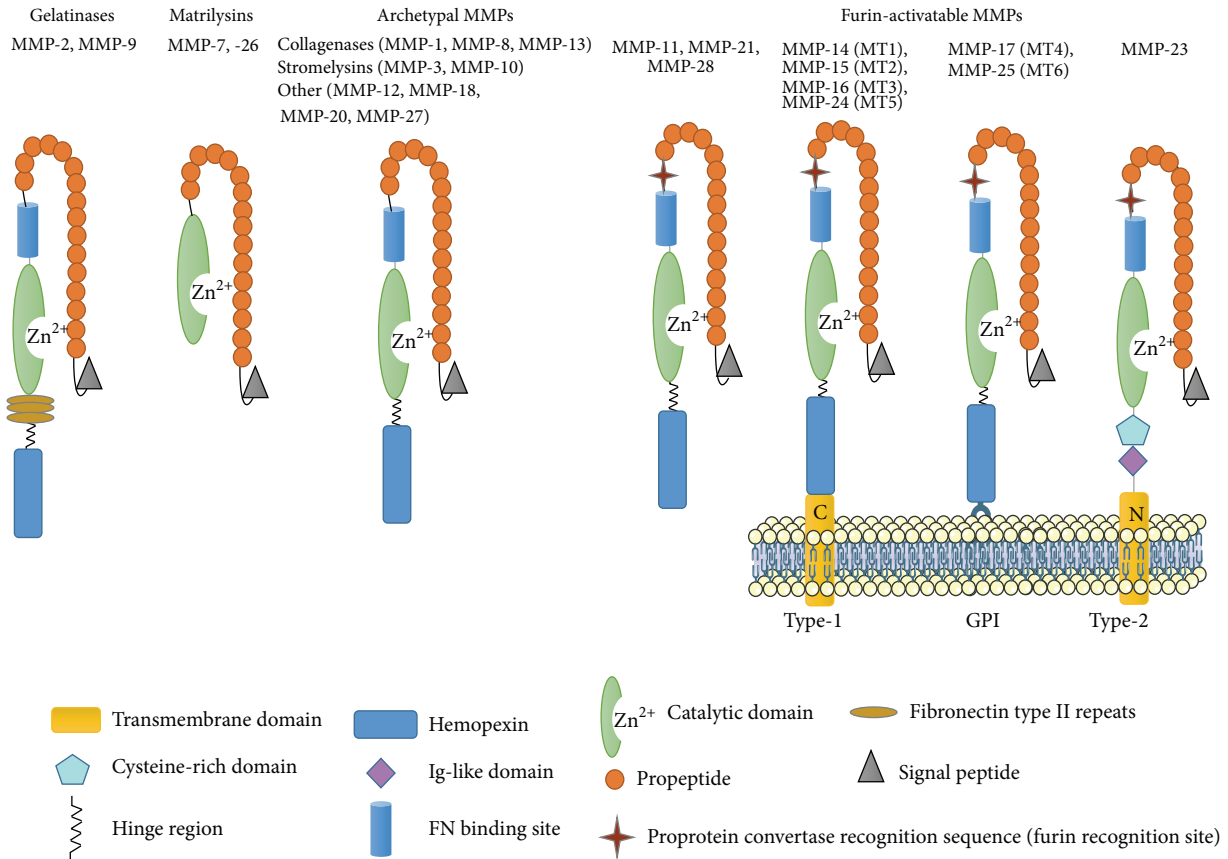 Gelatinases
MMP-2, MMP-9
Matrilysins
MMP-7, -26
Archetypal MMPs
Collagenases (MMP-1, MMP-8, MMP-13)
Stromelysins (MMP-3, MMP-10)
Other (MMP-12, MMP-18,
MMP-20, MMP-27)
Furin-activatable MMPs
MMP-11, MMP-21,
MMP-28
MMP-14 (MT1),
MMP-15 (MT2),
MMP-16 (MT3),
MMP-24 (MT5)
MMP-17 (MT4),
MMP-25 (MT6)
MMP-23
Zn2+
Zn2+
Zn2+
Zn2+
Zn2+
Zn2+
Zn2+
C
N
Type-1
GPI
Type-2
Transmembrane domain
Cysteine-rich domain
Hinge region
Hemopexin
Ig-like domain
FN binding site
Zn2+ Catalytic domain
Propeptide
Proprotein convertase recognition sequence (furin recognition site)
Fibronectin type II repeats
Signal peptide